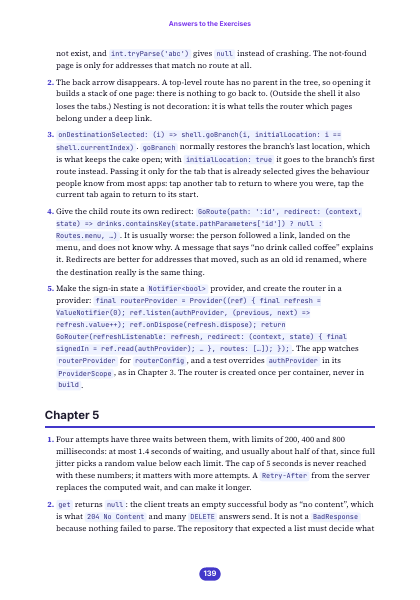 Answers to the Exercises
not exist, and int.tryParse('abc') gives null instead of crashing. The not-found
page is only for addresses that match no route at all.
2. The back arrow disappears. A top-level route has no parent in the tree, so opening it
builds a stack of one page: there is nothing to go back to. (Outside the shell it also
loses the tabs.) Nesting is not decoration: it is what tells the router which pages
belong under a deep link.
3. onDestinationSelected: (i) => shell.goBranch(i, initialLocation: i ==
shell.currentIndex) . goBranch normally restores the branch's last location, which
is what keeps the cake open; with initialLocation: true it goes to the branch's first
route instead. Passing it only for the tab that is already selected gives the behaviour
people know from most apps: tap another tab to return to where you were, tap the
current tab again to return to its start.
4. Give the child route its own redirect: GoRoute(path: ':id', redirect: (context,
state) => drinks.containsKey(state.pathParameters['id']) ? null :
Routes.menu, …) . It is usually worse: the person followed a link, landed on the
menu, and does not know why. A message that says “no drink called coffee” explains
it. Redirects are better for addresses that moved, such as an old id renamed, where
the destination really is the same thing.
5. Make the sign-in state a Notifier<bool> provider, and create the router in a
provider: final routerProvider = Provider((ref) { final refresh =
ValueNotifier(0); ref.listen(authProvider, (previous, next) =>
refresh.value++); ref.onDispose(refresh.dispose); return
GoRouter(refreshListenable: refresh, redirect: (context, state) { final
signedIn = ref.read(authProvider); … }, routes: […]); }); . The app watches
routerProvider for routerConfig , and a test overrides authProvider in its
ProviderScope , as in Chapter 3. The router is created once per container, never in
build .
Chapter 5
1. Four attempts have three waits between them, with limits of 200, 400 and 800
milliseconds: at most 1.4 seconds of waiting, and usually about half of that, since full
jitter picks a random value below each limit. The cap of 5 seconds is never reached
with these numbers; it matters with more attempts. A Retry-After from the server
replaces the computed wait, and can make it longer.
2. get returns null : the client treats an empty successful body as “no content”, which
is what 204 No Content and many DELETE answers send. It is not a BadResponse
because nothing failed to parse. The repository that expected a list must decide what
139